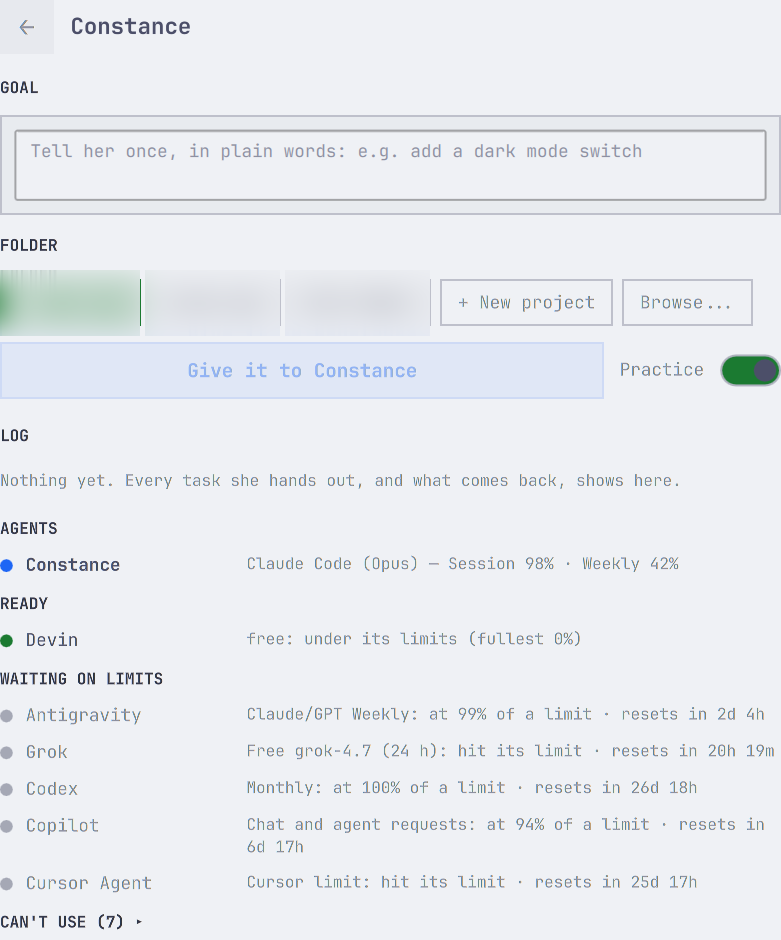 ←
Constance
GOAL
Tell her once, in plain words: e.g. add a dark mode switch
FOLDER
+ New project
Browse...
Give it to Constance
Practice
LOG
Nothing yet. Every task she hands out, and what comes back, shows here.
AGENTS
Constance
Claude Code (Opus) — Session 98% · Weekly 42%
READY
Devin
free: under its limits (fullest 0%)
WAITING ON LIMITS
Antigravity
Claude/GPT Weekly: at 99% of a limit · resets in 2d 4h
Grok
Free grok-4.7 (24 h): hit its limit · resets in 20h 19m
Codex
Monthly: at 100% of a limit · resets in 26d 18h
Copilot
Chat and agent requests: at 94% of a limit · resets in
6d 17h
Cursor Agent
Cursor limit: hit its limit · resets in 25d 17h
CAN'T USE (7) ▸